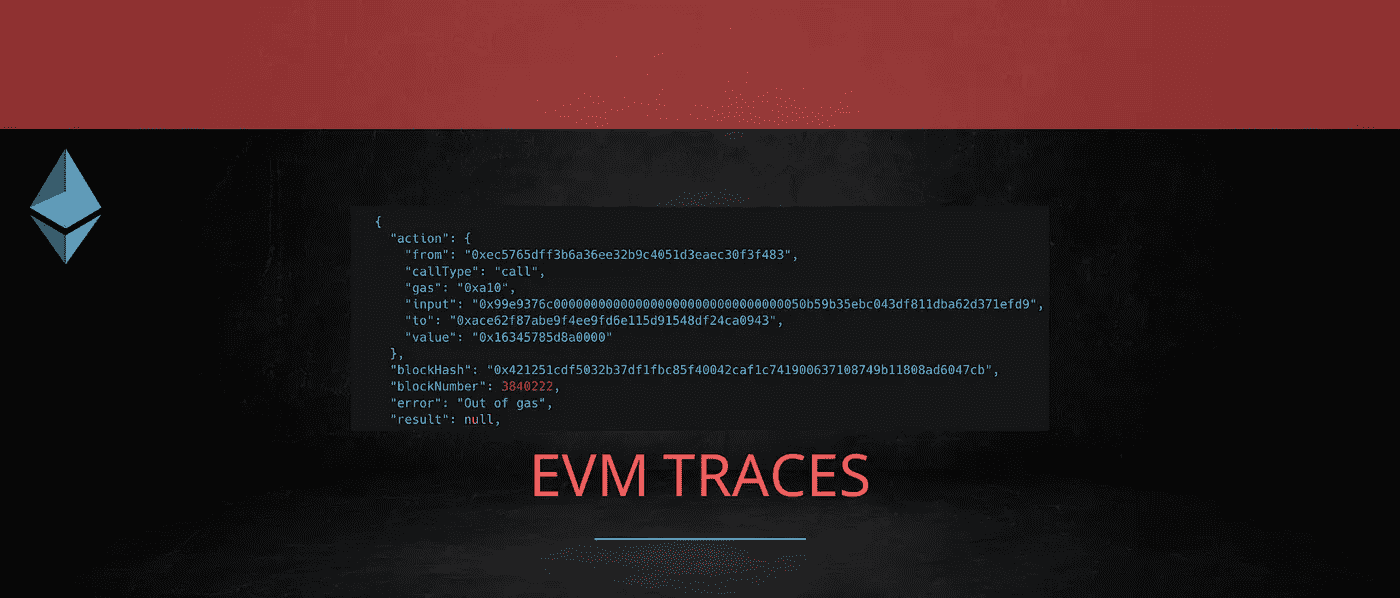 {
"action": {
"from": "0xec5765dff3b6a36ee32b9c4051d3eaec30f3f483",
"callType": "call",
"gas": "0xa10",
"input": "0x99e9376c00000000000000000000000000000050b59b35ebc043df811dba62d371efd9",
"to": "0xace62f87abe9f4ee9fd6e115d91548df24ca0943",
"value": "0x16345785d8a0000"
},
"blockHash": "0x421251cdf5032b37df1fbc85f40042caf1c741900637108749b11808ad6047cb",
"blockNumber": 3840222,
"error": "Out of gas",
"result": null,
EVM TRACES